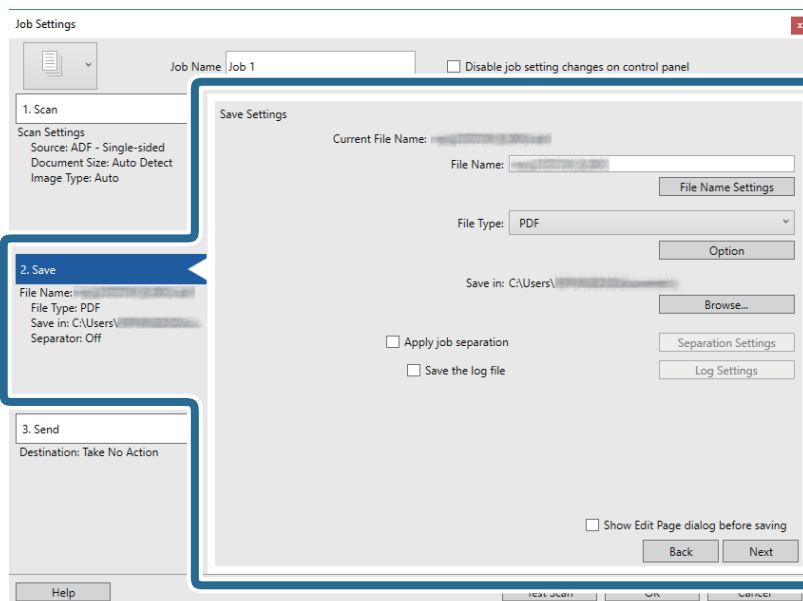 Job Settings
Job Name Job 1
Disable job setting changes on control panel
1. Scan
Scan Settings
Source: ADF - Single-sided
Document Size: Auto Detect
Image Type: Auto
2. Save
File Name:
File Type: PDF
Save in: C:\Users\
Separator: Off
3. Send
Destination: Take No Action
Save Settings
Current File Name:
File Name:
File Name Settings
File Type: PDF
Option
Save in: C:\Users\
Browse...
Apply job separation
Separation Settings
Save the log file
Log Settings
Show Edit Page dialog before saving
Back Next
Help Test Scan OK Cancel